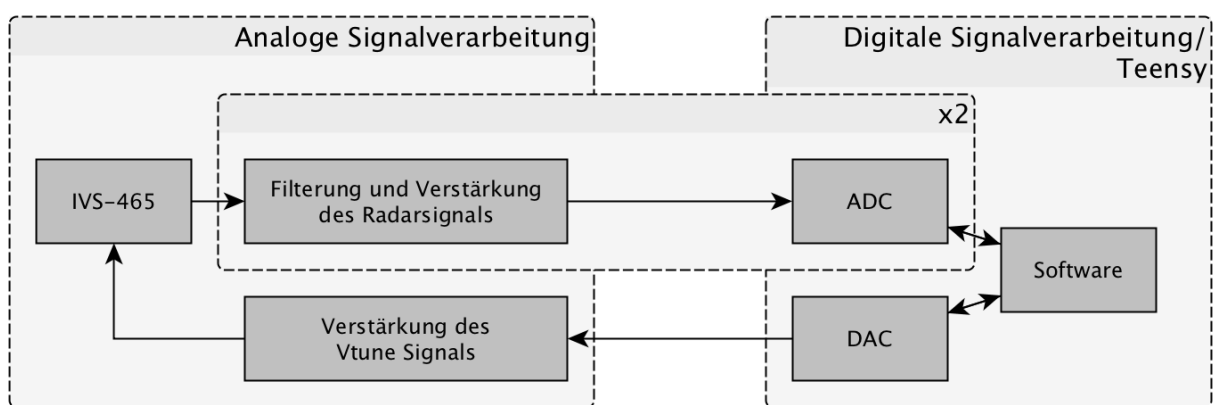 Analoge Signalverarbeitung
Digitale Signalverarbeitung/
Teensy
x2
IVS-465
Filterung und Verstärkung
des Radarsignals
ADC
Software
Verstärkung des
Vtune Signals
DAC